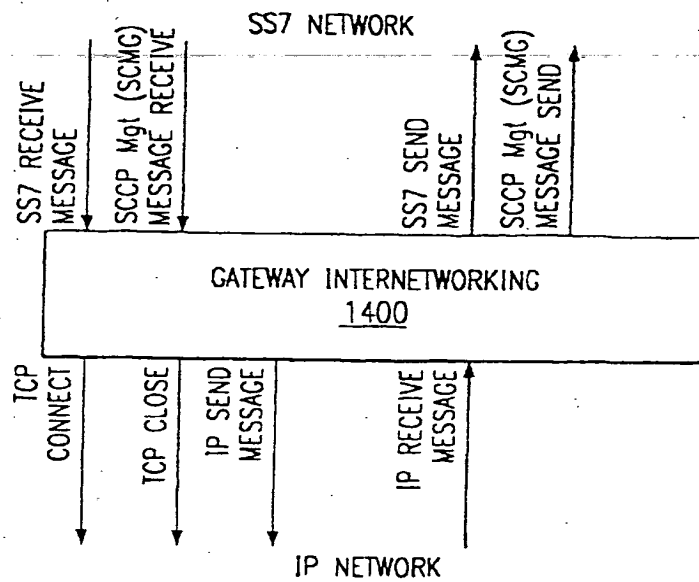 SS7 NETWORK
SS7 RECEIVE
MESSAGE
SCCP Mgt (SCMG)
MESSAGE RECEIVE
SS7 SEND
MESSAGE
SCCP Mgt (SCMG)
MESSAGE SEND
GATEWAY INTERNETWORKING
1400
TCP
CONNECT
TCP CLOSE
IP SEND
MESSAGE
IP RECEIVE
MESSAGE
IP NETWORK